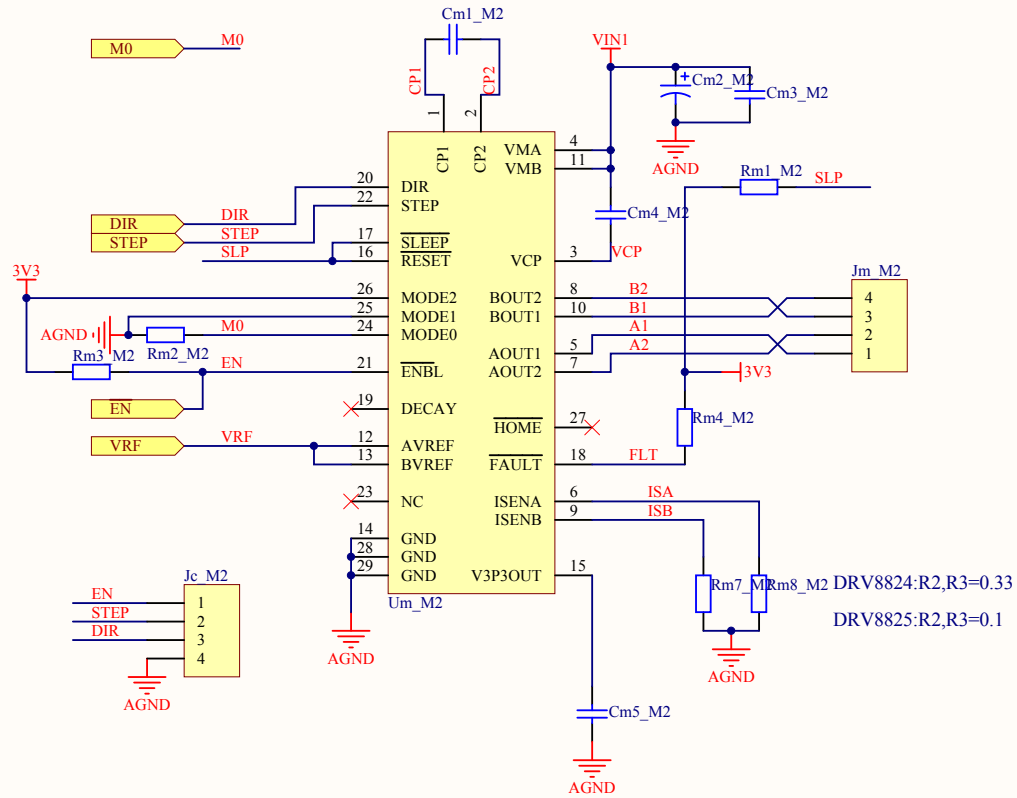 Cm1_M2
M0 M0
CP1 CP2
1 2
CP1 CP2
VIN1
Cm2_M2
+
Cm3_M2
AGND
VMA 4
VMB 11
Rm1_M2 SLP
20 DIR
22 STEP
DIR DIR
STEP STEP
SLP
17 SLEEP
16 RESET
Cm4_M2
VCP 3 VCP
3V3
26 MODE2
25 MODE1
24 MODE0
AGND
Rm2_M2
M0
Rm3_M2
EN 21 ENBL
EN
BOUT2 8 B2
BOUT1 10 B1
AOUT1 5 A1
AOUT2 7 A2
Jm_M2
4
3
2
1
3V3
19 DECAY
HOME 27
Rm4_M2
VRF VRF
12 AVREF
13 BVREF
FAULT 18 FLT
23 NC
ISENA 6 ISA
ISENB 9 ISB
14 GND
28 GND
29 GND
V3P3OUT 15
Um_M2
AGND
Rm7_M2
Rm8_M2
DRV8824:R2,R3=0.33
DRV8825:R2,R3=0.1
AGND
Jc_M2
EN 1
STEP 2
DIR 3
4
AGND
Cm5_M2
AGND